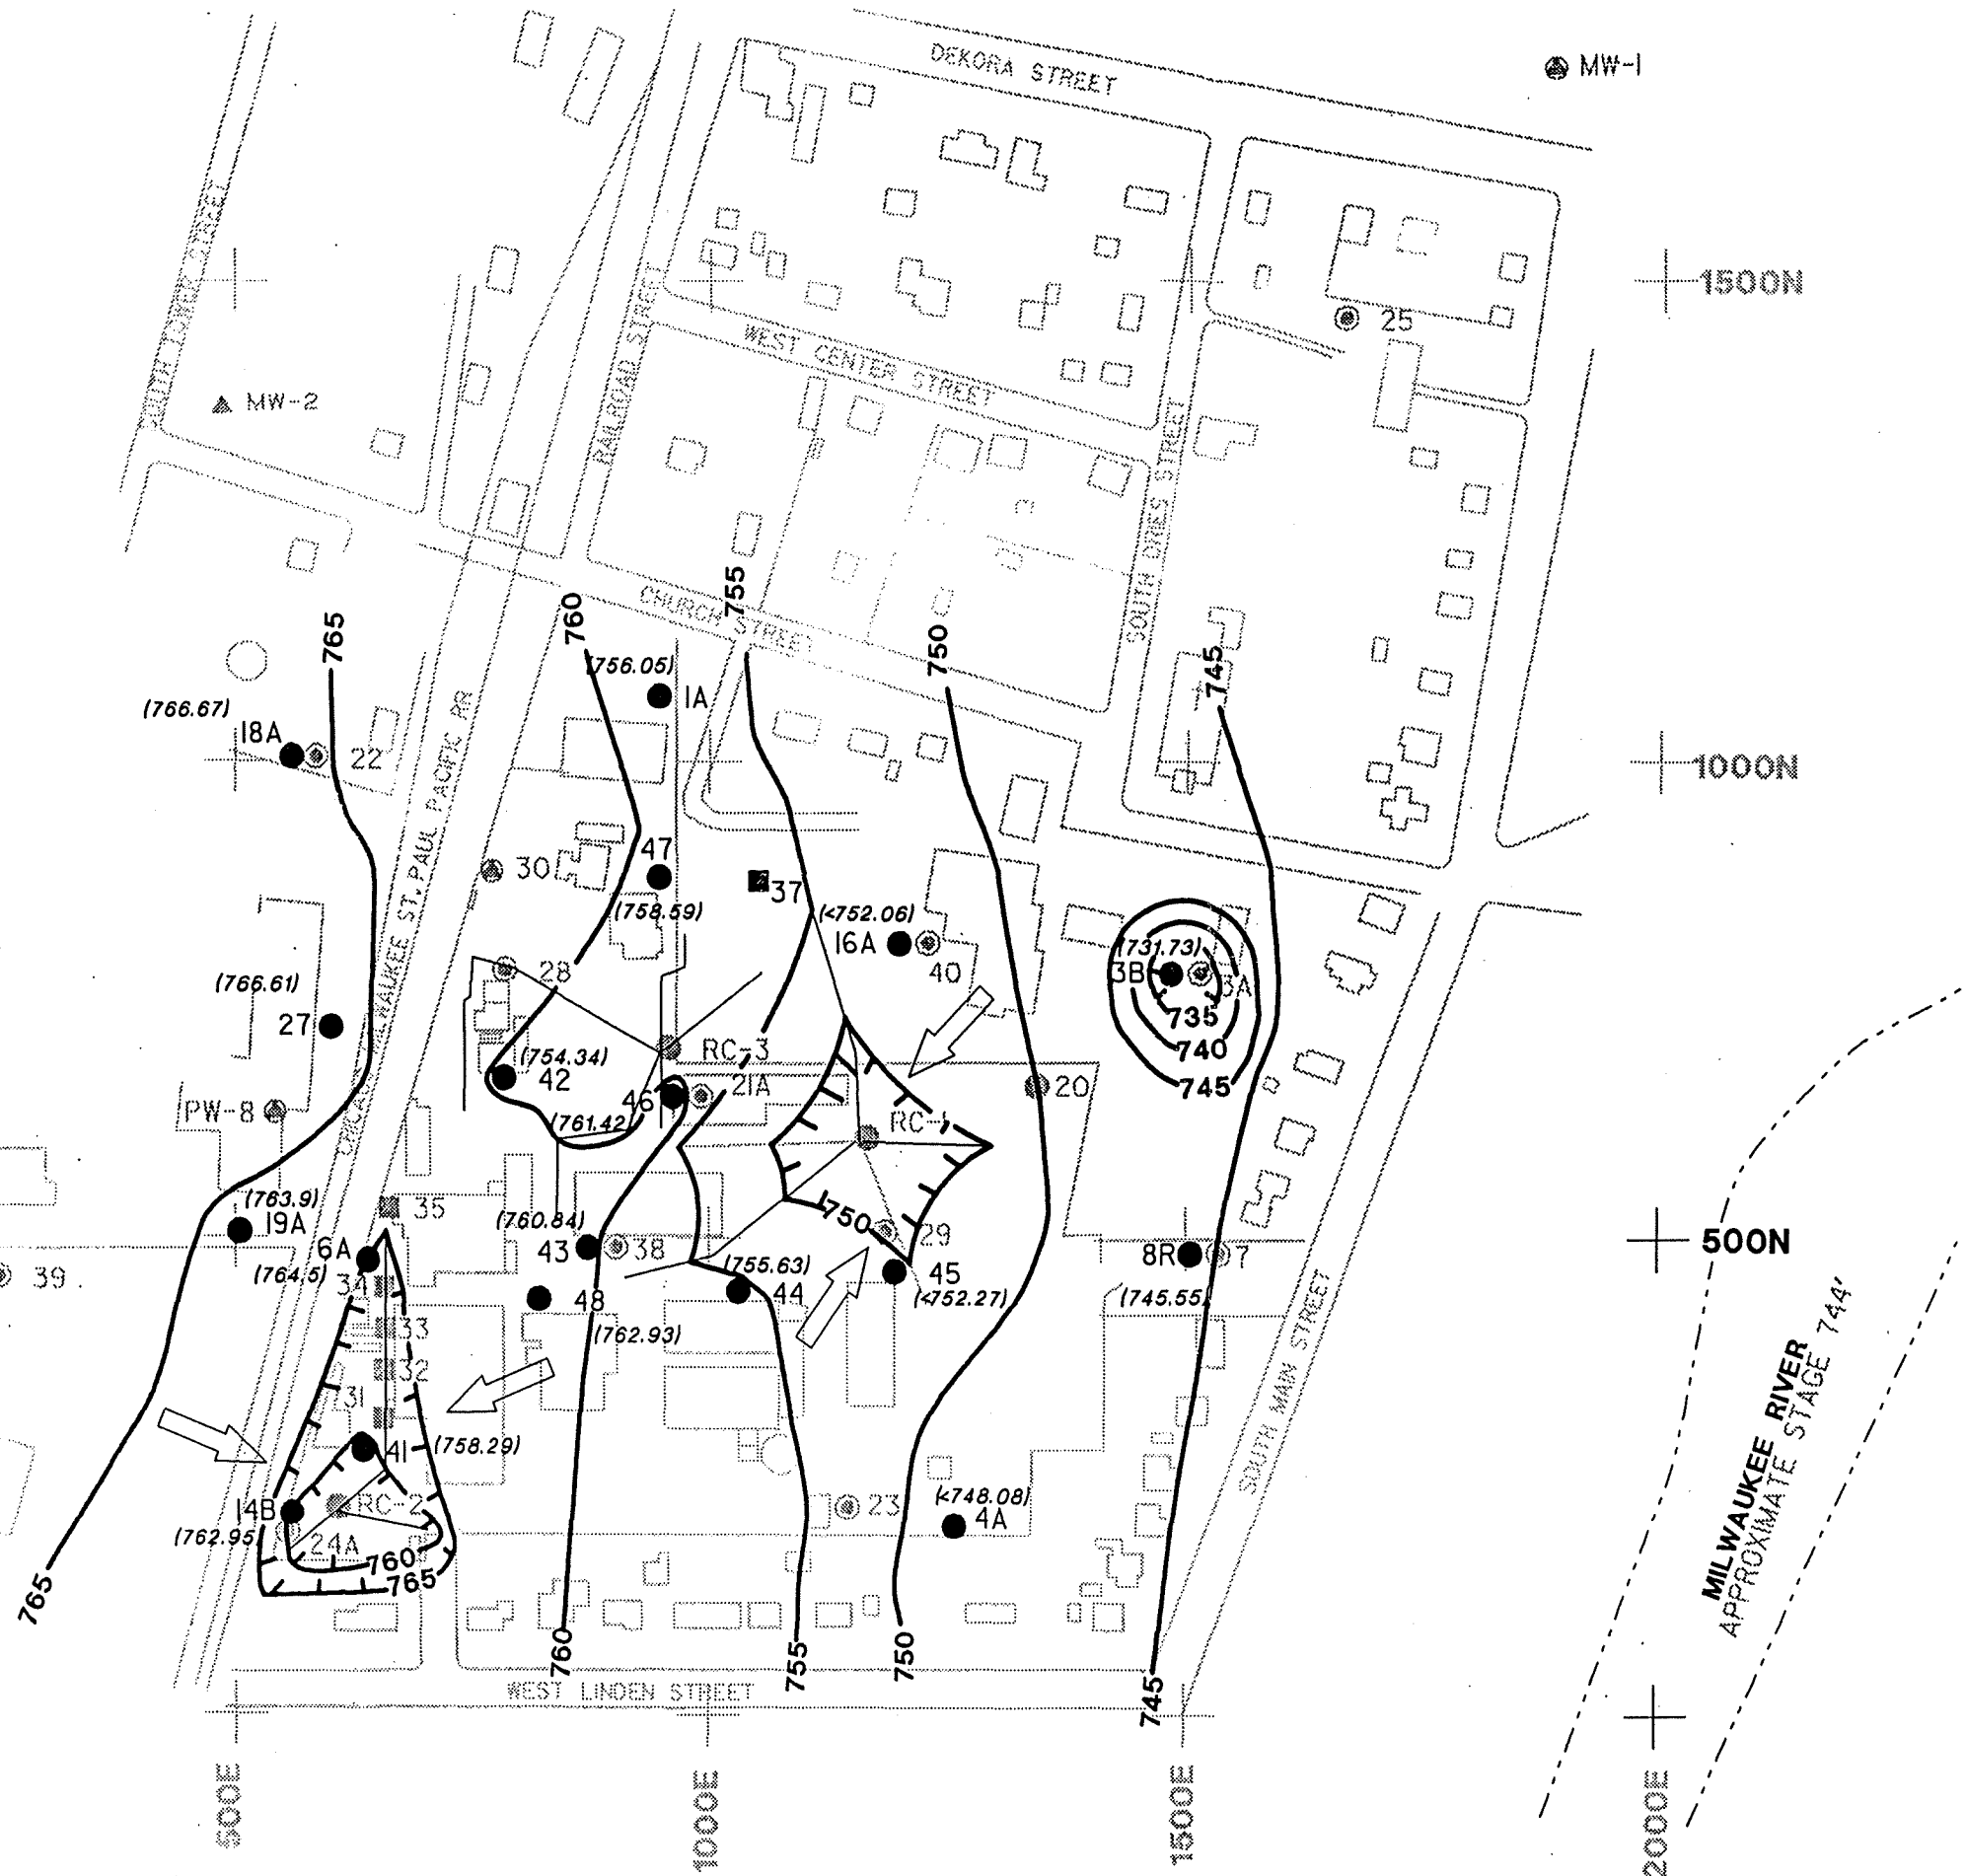 DEKORA STREET
MW-1
SOUTH TOWER STREET
1500N
25
RAILROAD STREET
WEST CENTER STREET
MW-2
SOUTH DRIES STREET
755
760
CHURCH STREET
765
750
745
(756.05)
1A
(766.67)
18A
22
1000N
CHICAGO MILWAUKEE ST. PAUL PACIFIC RR
47
30
37
(758.59)
(<752.06)
16A
40
(731.73)
3B
3A
735
740
745
28
(766.61)
27
RC-3
(754.34)
42
46
21A
20
PW-8
(761.42)
RC-1
(763.9)
19A
35
(760.84)
43
38
750
29
500N
6A
(764.5)
34
39
8R
7
(755.63)
44
45
(<752.27)
(745.55)
48
(762.93)
33
32
31
41
(758.29)
SOUTH MAIN STREET
MILWAUKEE RIVER
APPROXIMATE STAGE 744'
14B
RC-2
(762.95)
24A
23
(<748.08)
4A
760
765
765
760
755
750
745
WEST LINDEN STREET
500E
1000E
1500E
2000E